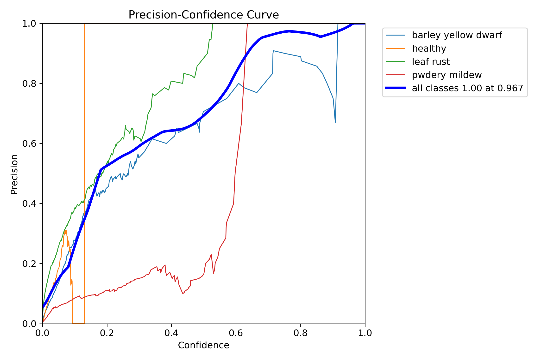 Precision-Confidence Curve
barley yellow dwarf
healthy
leaf rust
pwdery mildew
all classes 1.00 at 0.967
1.0
0.8
0.6
0.4
0.2
0.0
Precision
0.0 0.2 0.4 0.6 0.8 1.0
Confidence